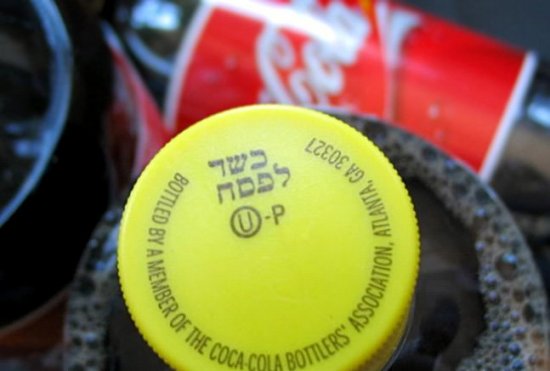 כשר
לפסח
Ⓤ-P
BOTTLED BY A MEMBER OF THE COCA-COLA BOTTLERS' ASSOCIATION, ATLANTA, GA 30327